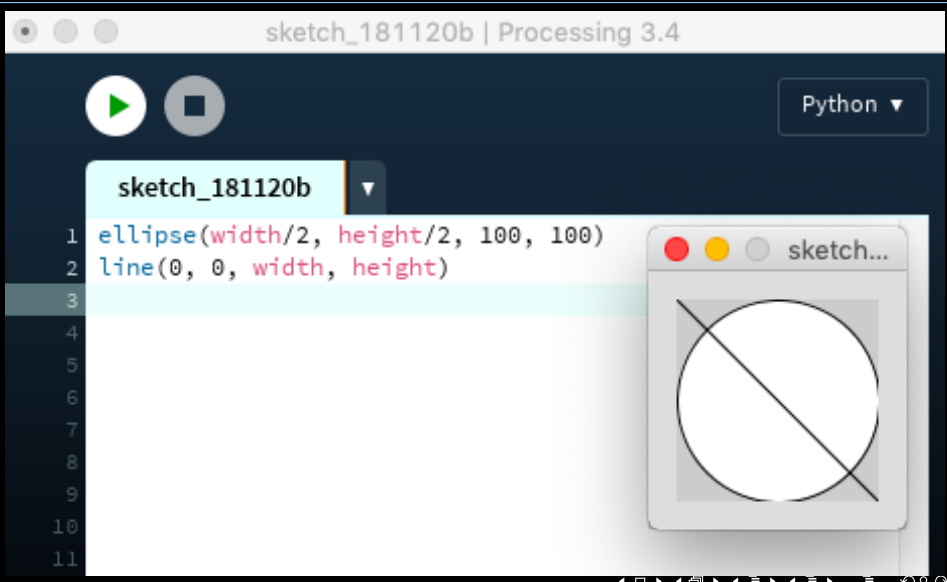 sketch_181120b | Processing 3.4
Python ▼
sketch_181120b ▼
1 ellipse(width/2, height/2, 100, 100)
2 line(0, 0, width, height)
3
4
5
6
7
8
9
10
11
sketch...